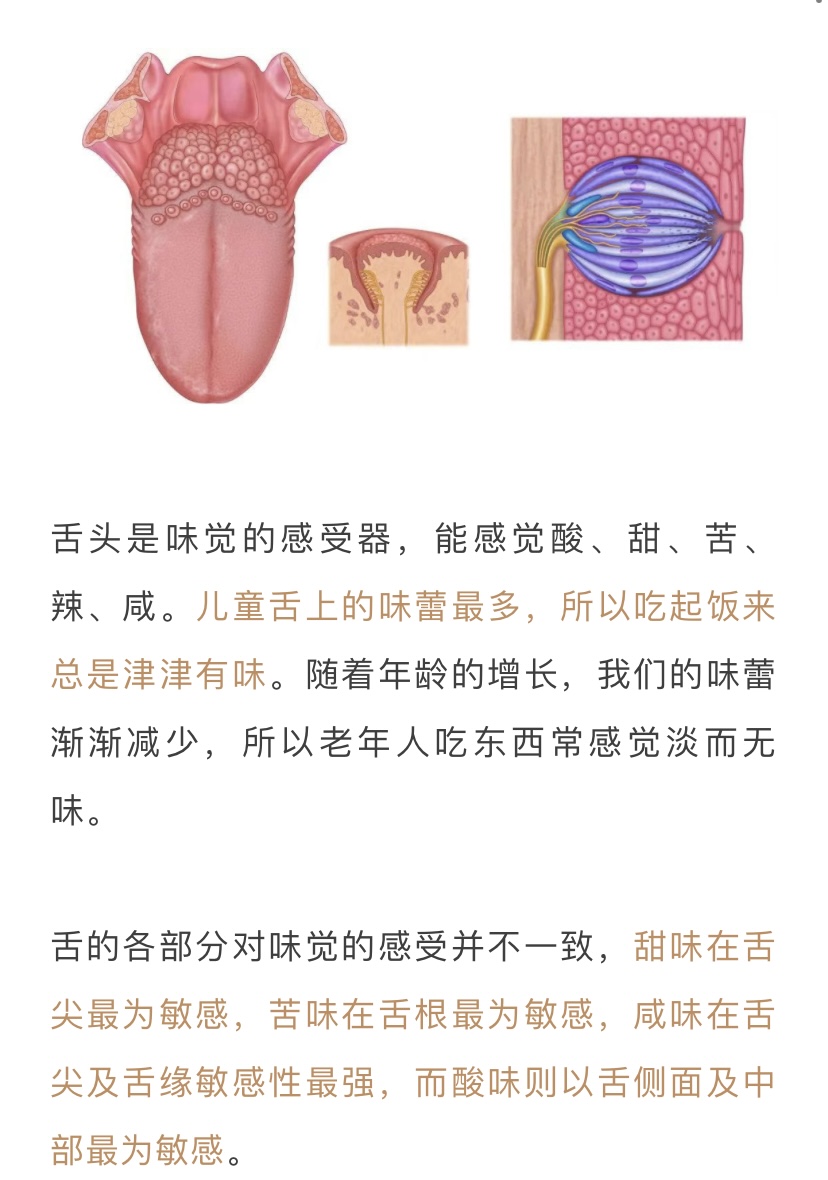 舌头是味觉的感受器，能感觉酸、甜、苦、
辣、咸。儿童舌上的味蕾最多，所以吃起饭来
总是津津有味。随着年龄的增长，我们的味蕾
渐渐减少，所以老年人吃东西常感觉淡而无
味。
舌的各部分对味觉的感受并不一致，甜味在舌
尖最为敏感，苦味在舌根最为敏感，咸味在舌
尖及舌缘敏感性最强，而酸味则以舌侧面及中
部最为敏感。